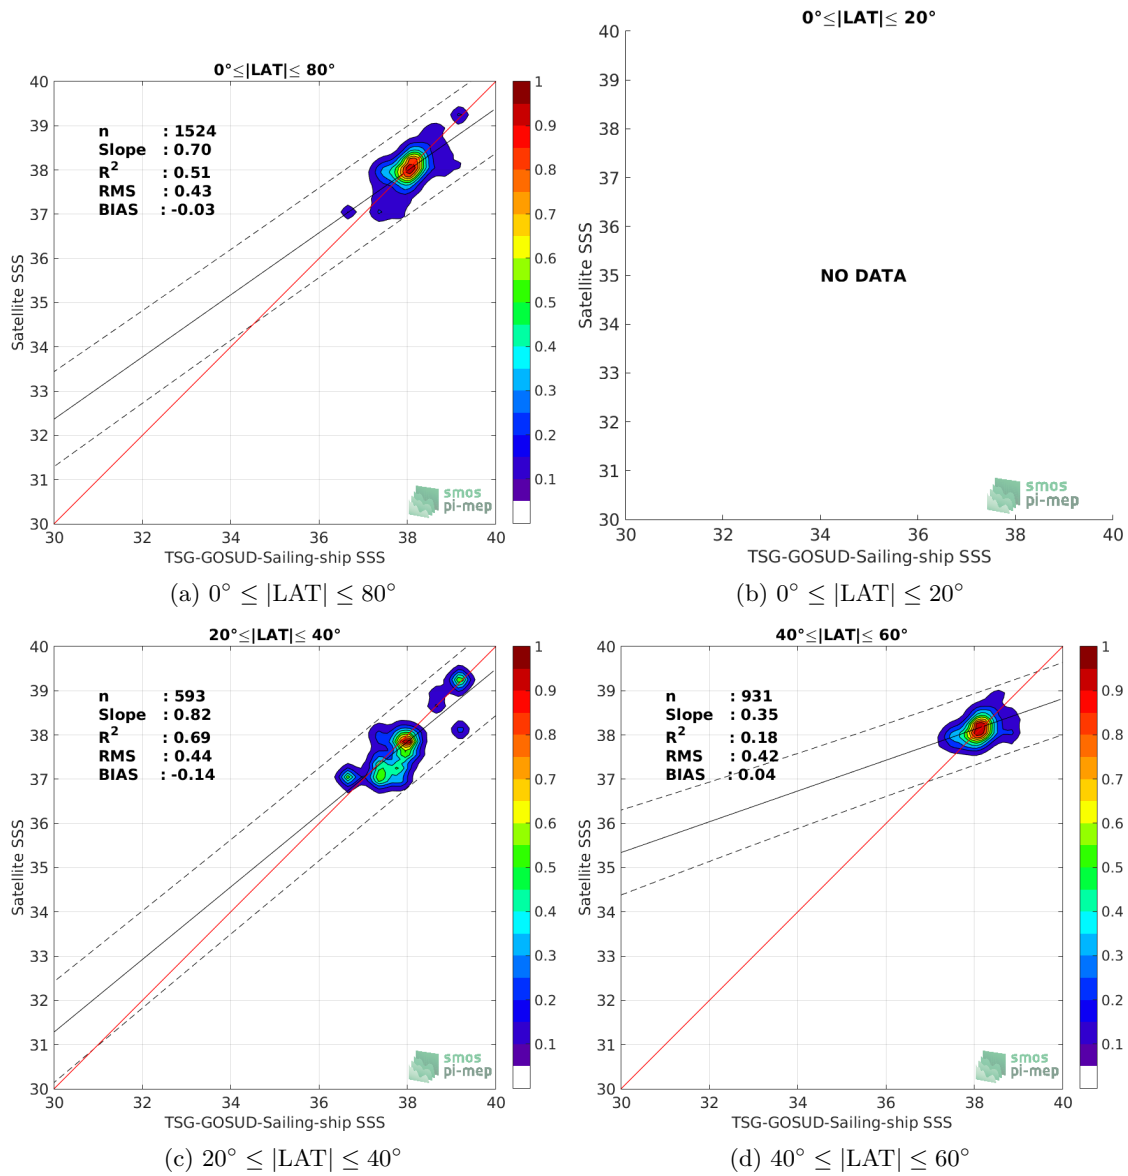 0°≤|LAT|≤ 80°
40
39
38
37
36
35
34
33
32
31
30
Satellite SSS
n : 1524
Slope : 0.70
R2 : 0.51
RMS : 0.43
BIAS : -0.03
1
0.9
0.8
0.7
0.6
0.5
0.4
0.3
0.2
0.1
smos
pi-mep
30 32 34 36 38 40
TSG-GOSUD-Sailing-ship SSS
(a) 0° ≤ |LAT| ≤ 80°
0°≤|LAT|≤ 20°
40
39
38
37
36
35
34
33
32
31
30
Satellite SSS
NO DATA
smos
pi-mep
30 32 34 36 38 40
TSG-GOSUD-Sailing-ship SSS
(b) 0° ≤ |LAT| ≤ 20°
20°≤|LAT|≤ 40°
40
39
38
37
36
35
34
33
32
31
30
Satellite SSS
n : 593
Slope : 0.82
R2 : 0.69
RMS : 0.44
BIAS : -0.14
1
0.9
0.8
0.7
0.6
0.5
0.4
0.3
0.2
0.1
smos
pi-mep
30 32 34 36 38 40
TSG-GOSUD-Sailing-ship SSS
(c) 20° ≤ |LAT| ≤ 40°
40°≤|LAT|≤ 60°
40
39
38
37
36
35
34
33
32
31
30
Satellite SSS
n : 931
Slope : 0.35
R2 : 0.18
RMS : 0.42
BIAS : 0.04
1
0.9
0.8
0.7
0.6
0.5
0.4
0.3
0.2
0.1
smos
pi-mep
30 32 34 36 38 40
TSG-GOSUD-Sailing-ship SSS
(d) 40° ≤ |LAT| ≤ 60°